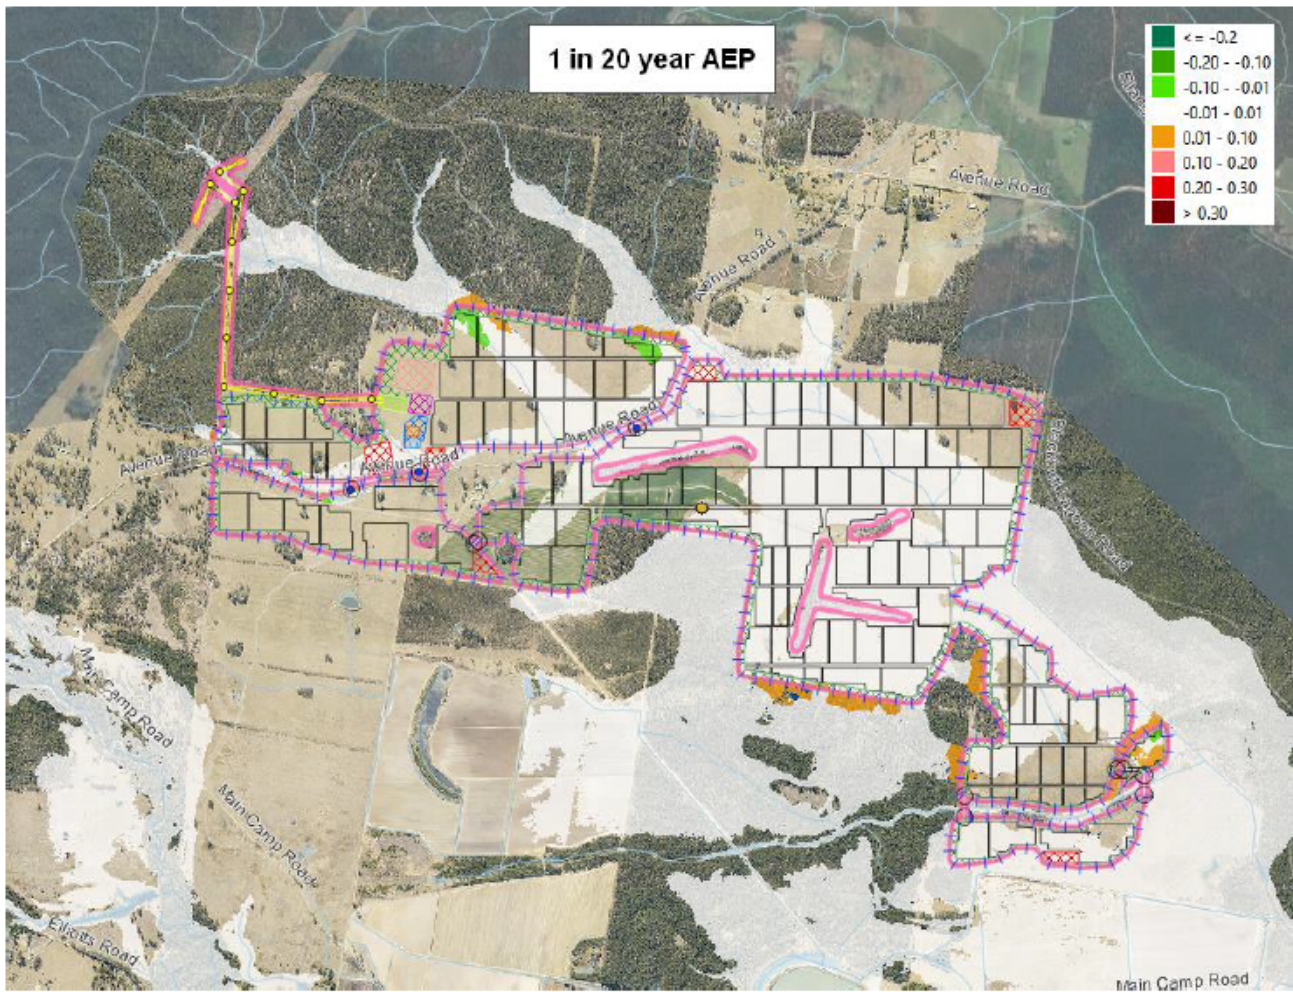 1 in 20 year AEP
< = -0.2
-0.20 - -0.10
-0.10 - -0.01
-0.01 - 0.01
0.01 - 0.10
0.10 - 0.20
0.20 - 0.30
> 0.30
Avenue Road
Avenue Road
Avenue Road
Avenue Road
Avenue Road
Main Camp Road
Main Camp Road
Elliotts Road
Main Camp Road